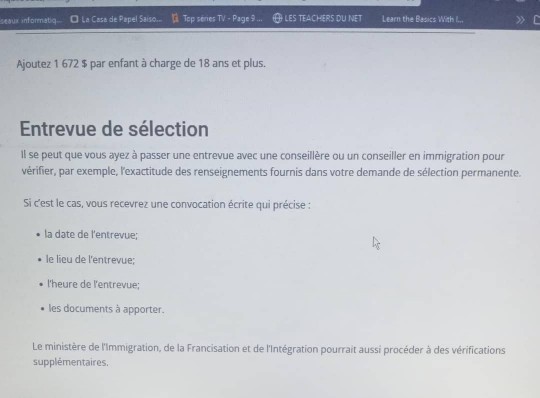 La Casa de Papel Saiso...
Top séries TV - Page 9 ...
LES TEACHERS DU NET
Learn the Basics With I...
Ajoutez 1 672 $ par enfant à charge de 18 ans et plus.
Entrevue de sélection
Il se peut que vous ayez à passer une entrevue avec une conseillère ou un conseiller en immigration pour
vérifier, par exemple, l'exactitude des renseignements fournis dans votre demande de sélection permanente.
Si c'est le cas, vous recevrez une convocation écrite qui précise :
• la date de l'entrevue;
• le lieu de l'entrevue;
• l'heure de l'entrevue;
• les documents à apporter.
Le ministère de l'Immigration, de la Francisation et de l'Intégration pourrait aussi procéder à des vérifications
supplémentaires.